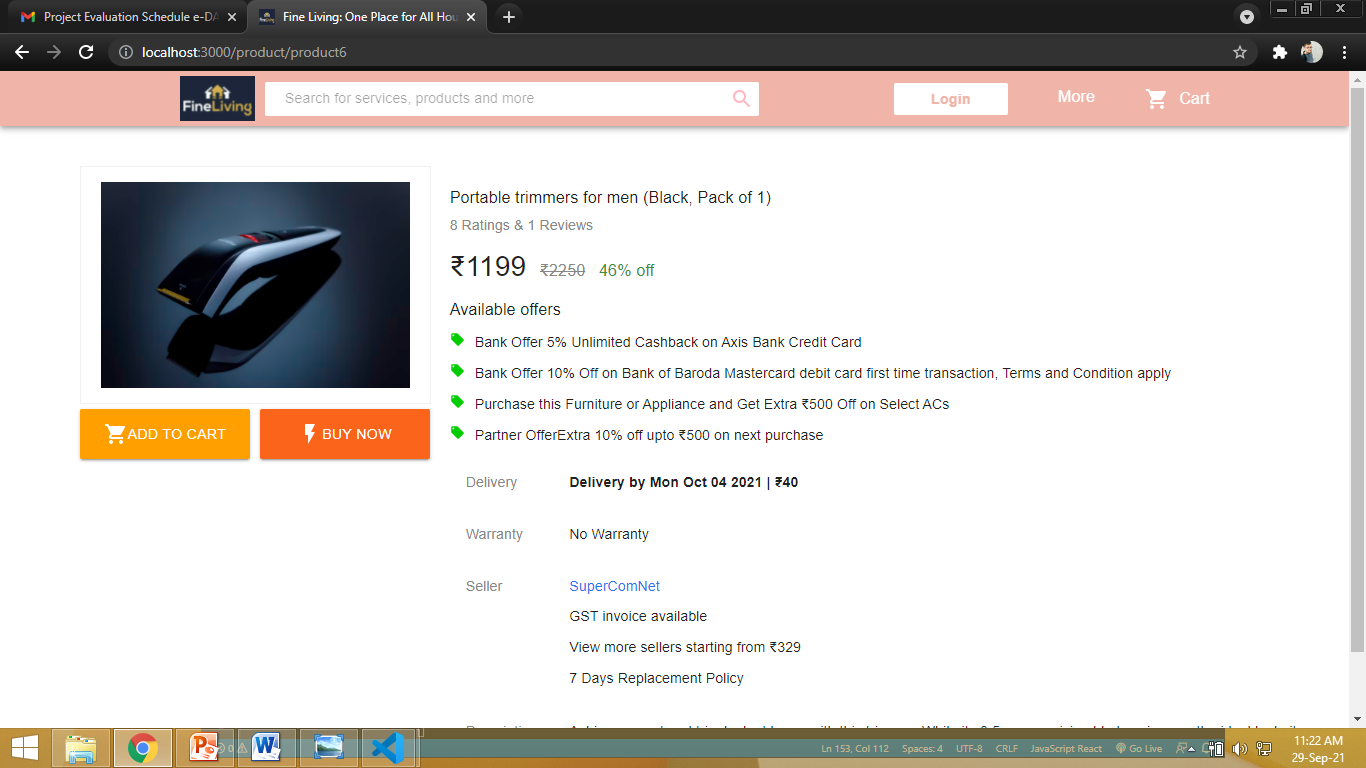 Project Evaluation Schedule e-DA
Fine Living: One Place for All Hou
localhost:3000/product/product6
FineLiving
Search for services, products and more
Login
More
Cart
Portable trimmers for men (Black, Pack of 1)
8 Ratings & 1 Reviews
₹1199 ₹2250 46% off
Available offers
Bank Offer 5% Unlimited Cashback on Axis Bank Credit Card
Bank Offer 10% Off on Bank of Baroda Mastercard debit card first time transaction, Terms and Condition apply
Purchase this Furniture or Appliance and Get Extra ₹500 Off on Select ACs
Partner OfferExtra 10% off upto ₹500 on next purchase
ADD TO CART
BUY NOW
Delivery Delivery by Mon Oct 04 2021 | ₹40
Warranty No Warranty
Seller SuperComNet
GST invoice available
View more sellers starting from ₹329
7 Days Replacement Policy
0
Ln 153, Col 112 Spaces: 4 UTF-8 CRLF JavaScript React Go Live
11:22 AM
29-Sep-21